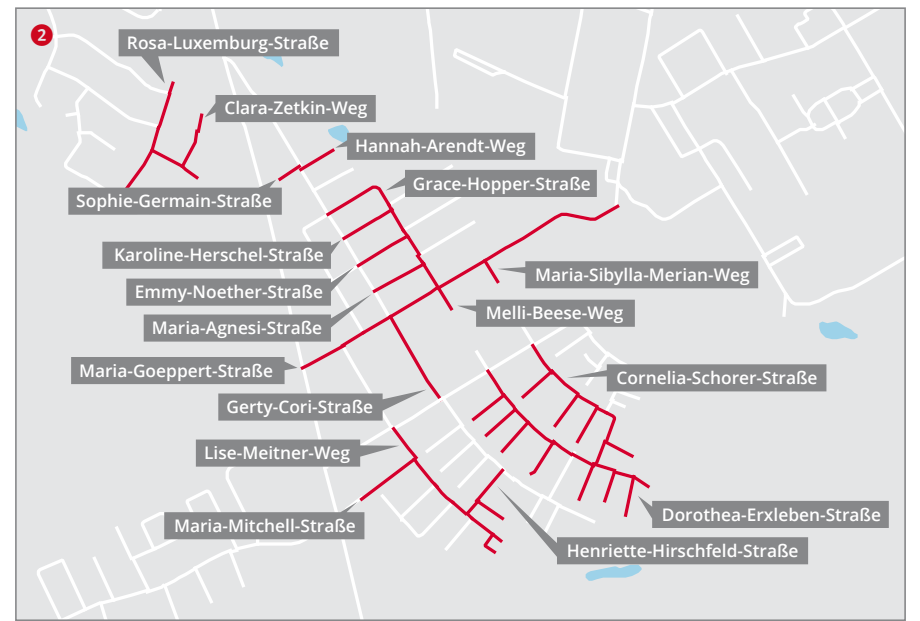 2
Rosa-Luxemburg-Straße
Clara-Zetkin-Weg
Hannah-Arendt-Weg
Grace-Hopper-Straße
Sophie-Germain-Straße
Karoline-Herschel-Straße
Maria-Sibylla-Merian-Weg
Emmy-Noether-Straße
Melli-Beese-Weg
Maria-Agnesi-Straße
Maria-Goeppert-Straße
Cornelia-Schorer-Straße
Gerty-Cori-Straße
Lise-Meitner-Weg
Dorothea-Erxleben-Straße
Maria-Mitchell-Straße
Henriette-Hirschfeld-Straße